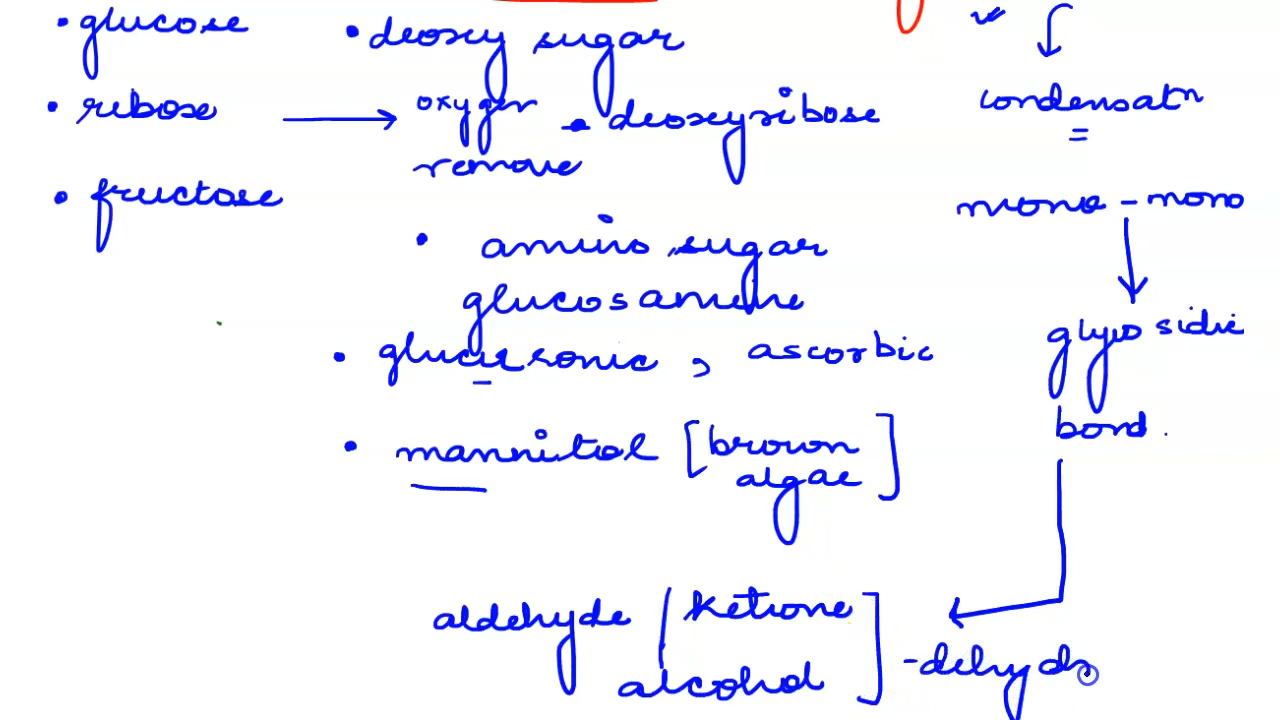 • glucose
• ribose → oxygen remove
• fructose
• deoxy sugar
• deoxyribose
• amino sugar
glucosamine
• glucuronic, ascorbic
• mannitol [brown algae]
condensatn
=
mono - mono
glycosidic
bond.
aldehyde / ketone
alcohol] - dehydr